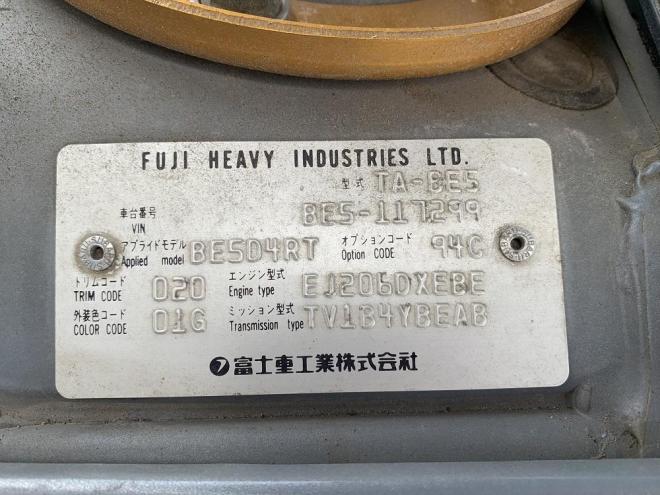 FUJI HEAVY INDUSTRIES LTD.
型式 TA-BE5
車台番号 VIN BE5-117299
アプライドモデル Applied model BE5D4RT オプションコード Option CODE 94C
トリムコード TRIM CODE 020 エンジン型式 Engine type EJ206DXEBE
外装色コード COLOR CODE 01G ミッション型式 Transmission type TV1B4YBEAB
富士重工業株式会社